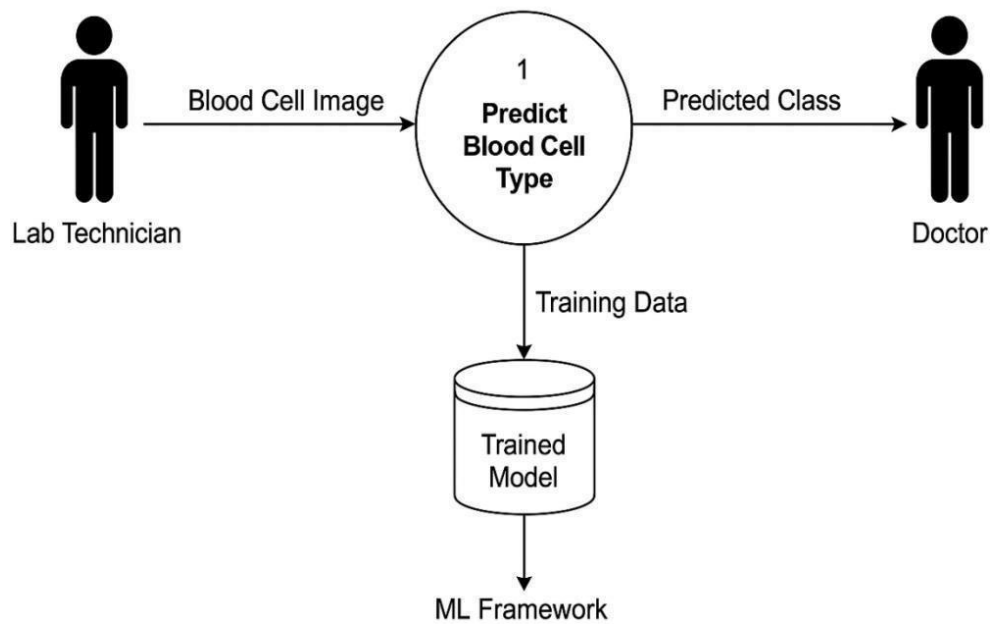 1
Blood Cell Image
Predict
Blood Cell
Type
Predicted Class
Lab Technician
Doctor
Training Data
Trained
Model
ML Framework